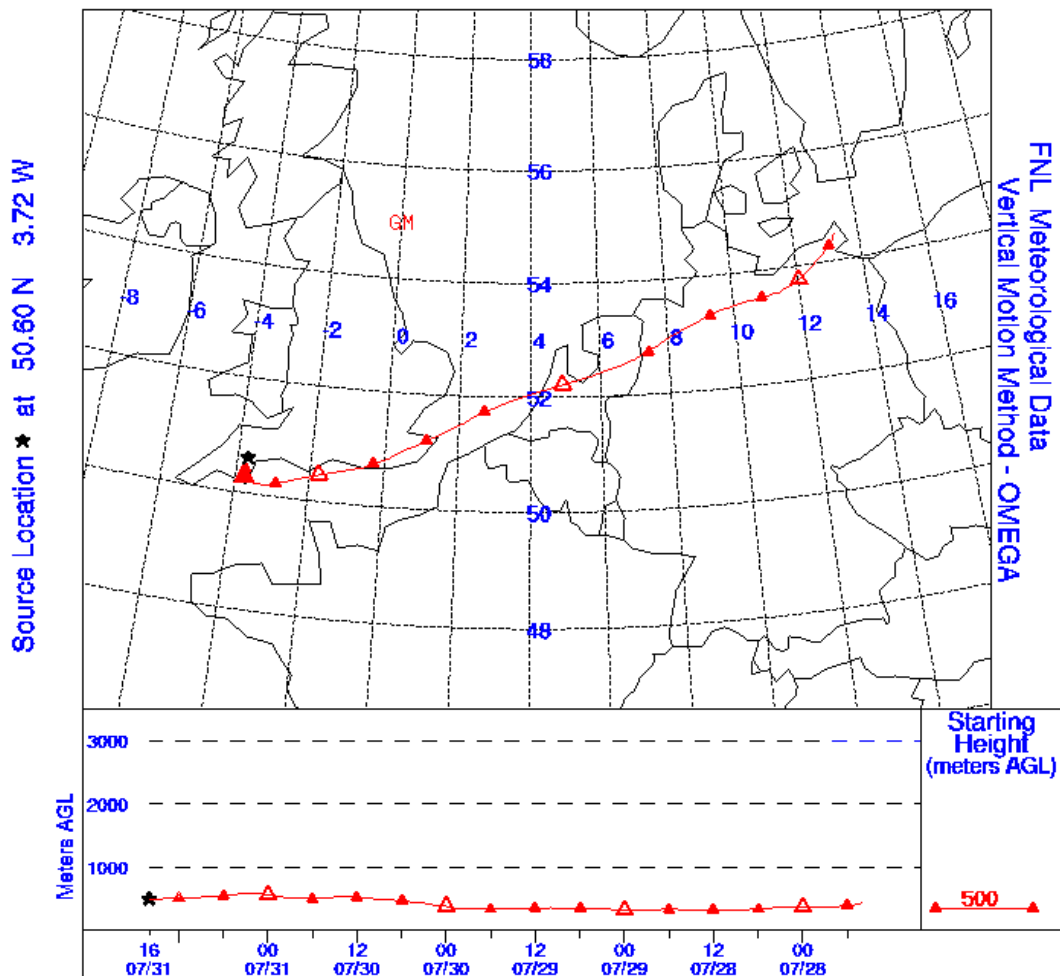 Source Location ★ at 50.60 N 3.72 W
FNL Meteorological Data
Vertical Motion Method - OMEGA
58
56
GM
54
-8
-6
-4
-2
0
2
4
6
8
10
12
14
16
52
50
48
Meters AGL
3000
2000
1000
Starting
Height
(meters AGL)
500
16 00 12 00 12 00 12 00
07/31 07/31 07/30 07/30 07/29 07/29 07/28 07/28